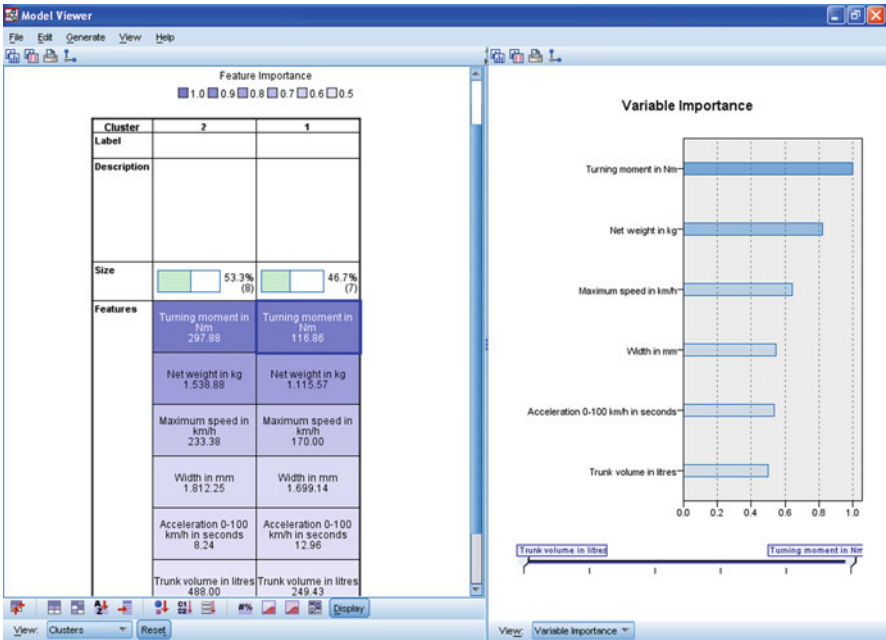 Model Viewer
File Edit Generate View Help
Feature Importance
1.0 0.9 0.8 0.7 0.6 0.5
Cluster 2 1
Label
Description
Size 53.3% (8) 46.7% (7)
Features
Turning moment in Nm 297.88
Turning moment in Nm 116.86
Net weight in kg 1.538.88
Net weight in kg 1.115.57
Maximum speed in km/h 233.38
Maximum speed in km/h 170.00
Width in mm 1.812.25
Width in mm 1.699.14
Acceleration 0-100 km/h in seconds 8.24
Acceleration 0-100 km/h in seconds 12.96
Trunk volume in litres 488.00
Trunk volume in litres 249.43
#% Display
View: Clusters Reset
Variable Importance
Turning moment in Nm
Net weight in kg
Maximum speed in km/h
Width in mm
Acceleration 0-100 km/h in seconds
Trunk volume in litres
0.0 0.2 0.4 0.6 0.8 1.0
Trunk volume in litres Turning moment in Nm
View: Variable Importance